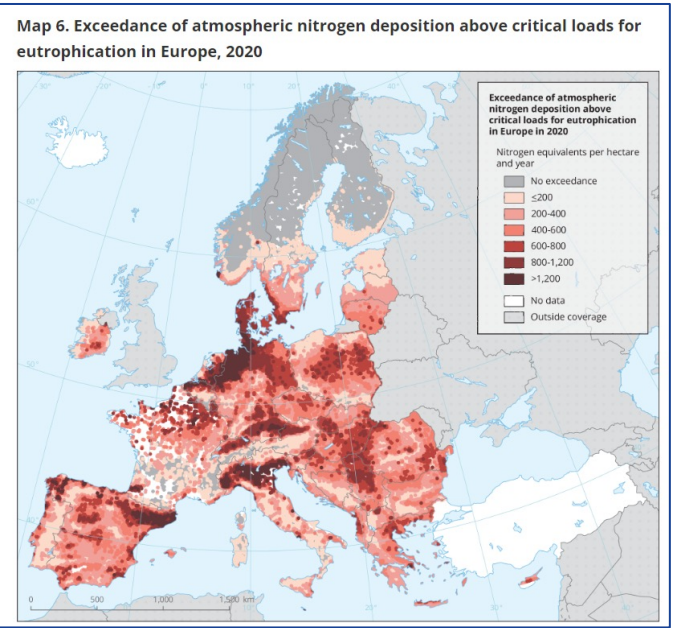 Map 6. Exceedance of atmospheric nitrogen deposition above critical loads for
eutrophication in Europe, 2020
Exceedance of atmospheric
nitrogen deposition above
critical loads for eutrophication
in Europe in 2020
Nitrogen equivalents per hectare
and year
No exceedance
≤200
200-400
400-600
600-800
800-1,200
>1,200
No data
Outside coverage
0 500 1,000 1,500 km